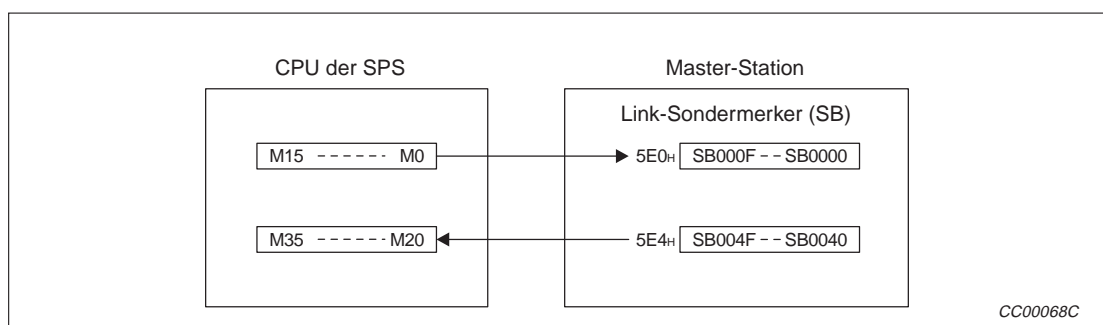 CPU der SPS
Master-Station
Link-Sondermerker (SB)
M15 ------ M0
5E0H SB000F -- SB0000
M35 ------ M20
5E4H SB004F -- SB0040
CC00068C